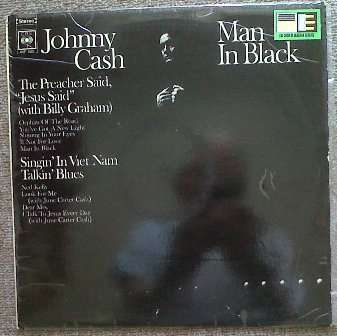 Stereo
CBS
Johnny
Cash
Man
In Black
The Preacher Said,
"Jesus Said"
(with Billy Graham)
Orphan Of The Road
You've Got A New Light
Shining In Your Eyes
If Not For Love
Man In Black
Singin' In Viet Nam
Talkin' Blues
Ned Kelly
Look For Me
(with June Carter Cash)
Dear Mrs.
I Talk To Jesus Every Day
(with June Carter Cash)